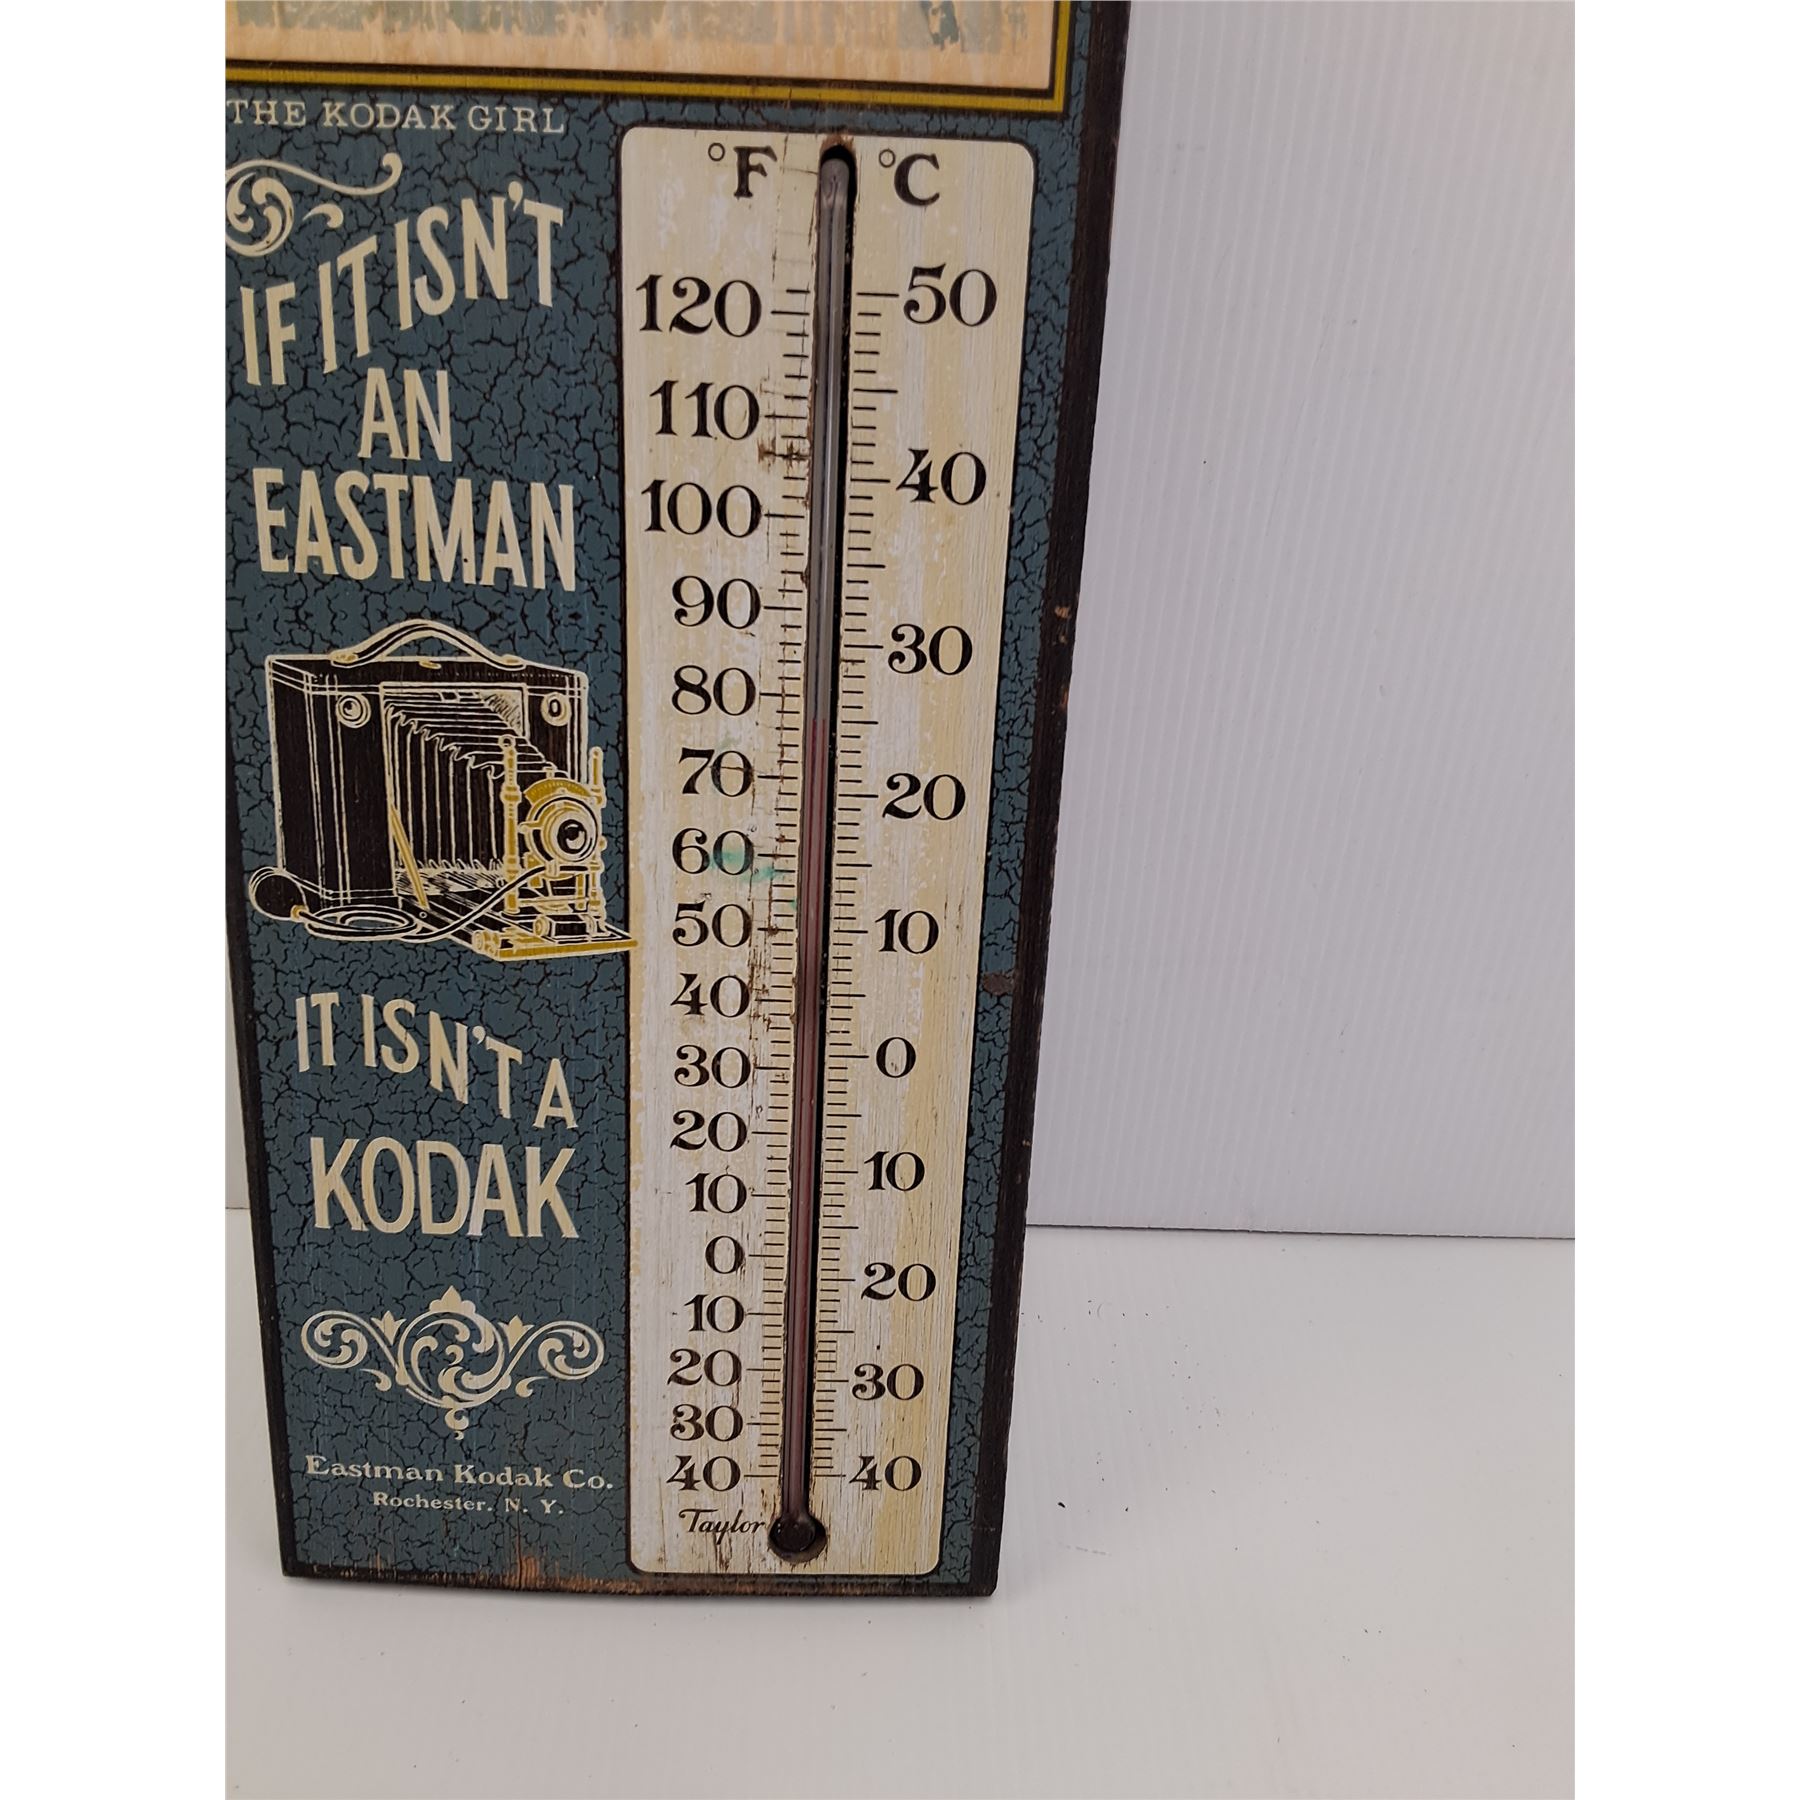 THE KODAK GIRL
IF IT ISN'T
AN
EASTMAN
IT ISN'T A
KODAK
Eastman Kodak Co.
Rochester, N. Y.
°F °C
120 50
110
100 40
90
80 30
70 20
60
50 10
40
30 0
20
10 10
0
10 20
20 30
30
40 40
Taylor